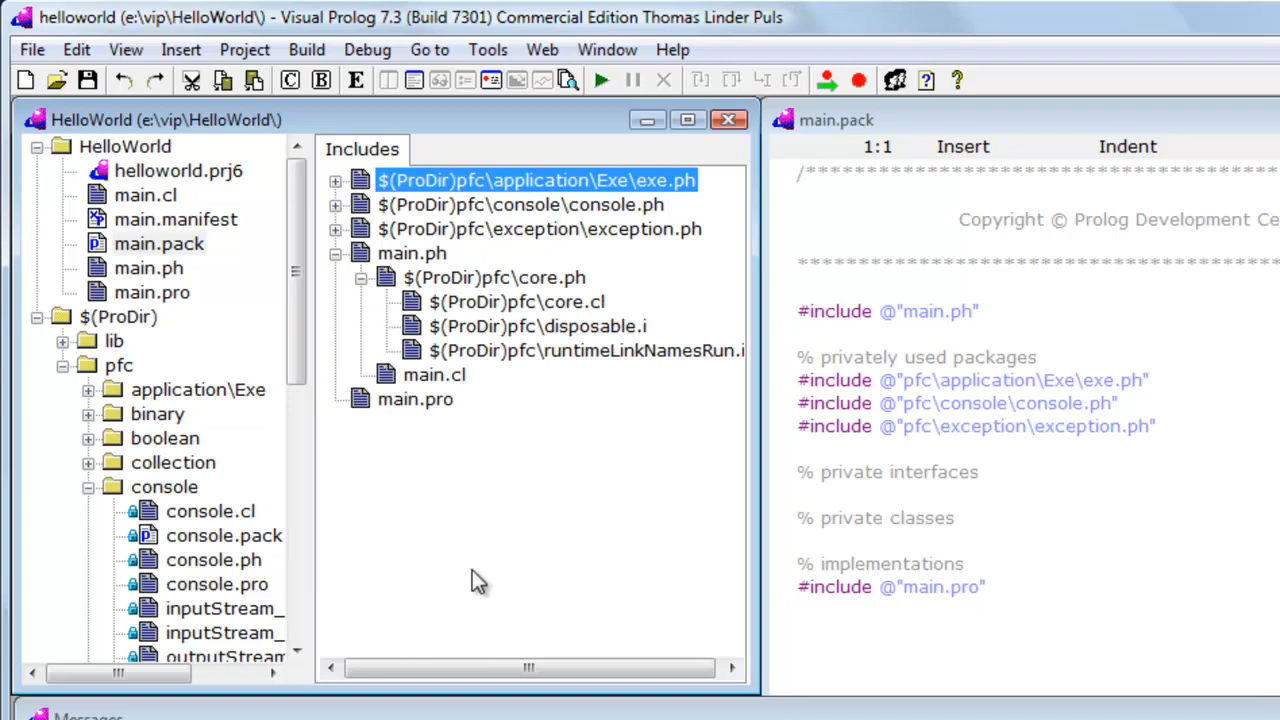 helloworld (e:\vip\HelloWorld\) - Visual Prolog 7.3 (Build 7301) Commercial Edition Thomas Linder Puls
File Edit View Insert Project Build Debug Go to Tools Web Window Help
HelloWorld (e:\vip\HelloWorld\)
HelloWorld
helloworld.prj6
main.cl
main.manifest
main.pack
main.ph
main.pro
$(ProDir)
lib
pfc
application\Exe
binary
boolean
collection
console
console.cl
console.pack
console.ph
console.pro
inputStream_
inputStream_
outputStream
Includes
$(ProDir)pfc\application\Exe\exe.ph
$(ProDir)pfc\console\console.ph
$(ProDir)pfc\exception\exception.ph
main.ph
$(ProDir)pfc\core.ph
$(ProDir)pfc\core.cl
$(ProDir)pfc\disposable.i
$(ProDir)pfc\runtimeLinkNamesRun.i
main.cl
main.pro
main.pack
1:1 Insert Indent
/****************************************
Copyright © Prolog Development Ce
****************************************
#include @"main.ph"
% privately used packages
#include @"pfc\application\Exe\exe.ph"
#include @"pfc\console\console.ph"
#include @"pfc\exception\exception.ph"
% private interfaces
% private classes
% implementations
#include @"main.pro"
Messages